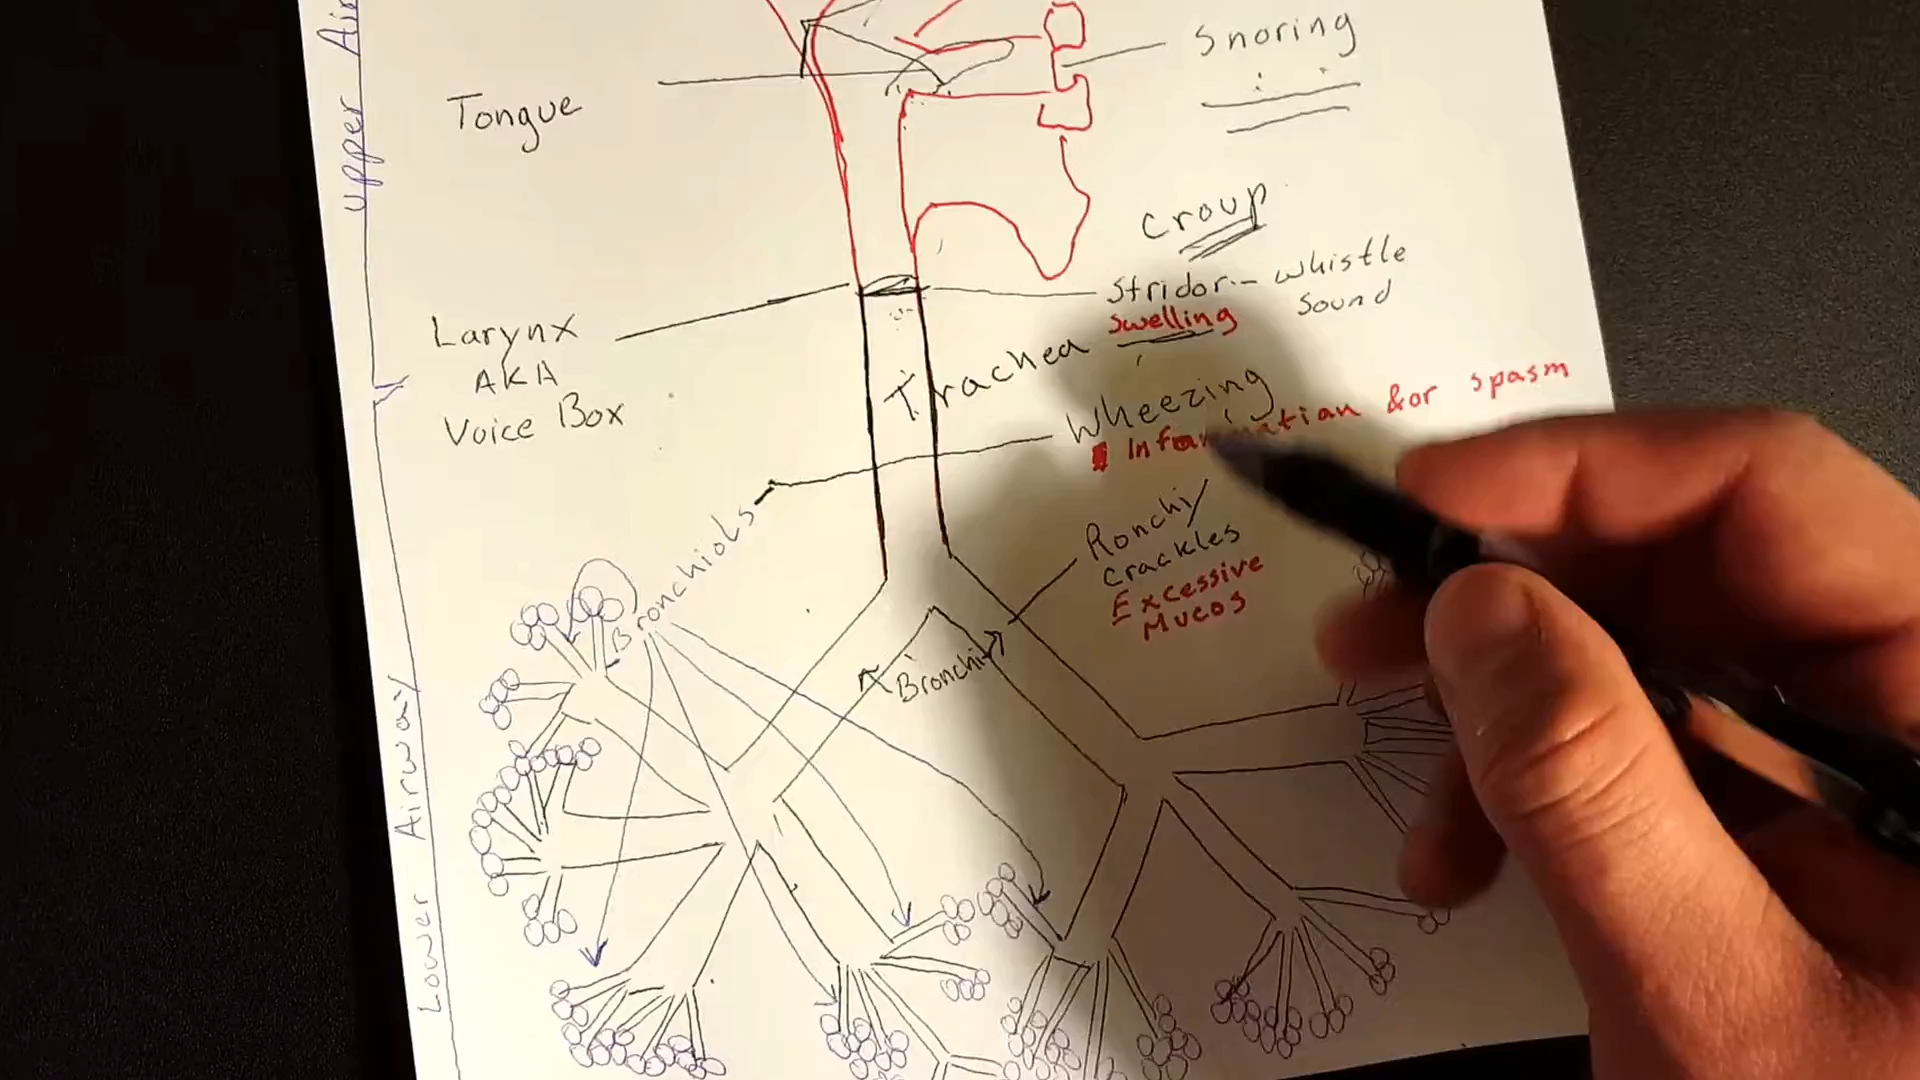 Upper Air
Tongue
Snoring
Croup
Stridor - whistle
Sound
Swelling
Larynx
AKA
Voice Box
Trachea
Wheezing
&or spasm
Ronchi/
Crackles
Excessive
Mucos
Bronchiols
Bronchi
Lower Airway